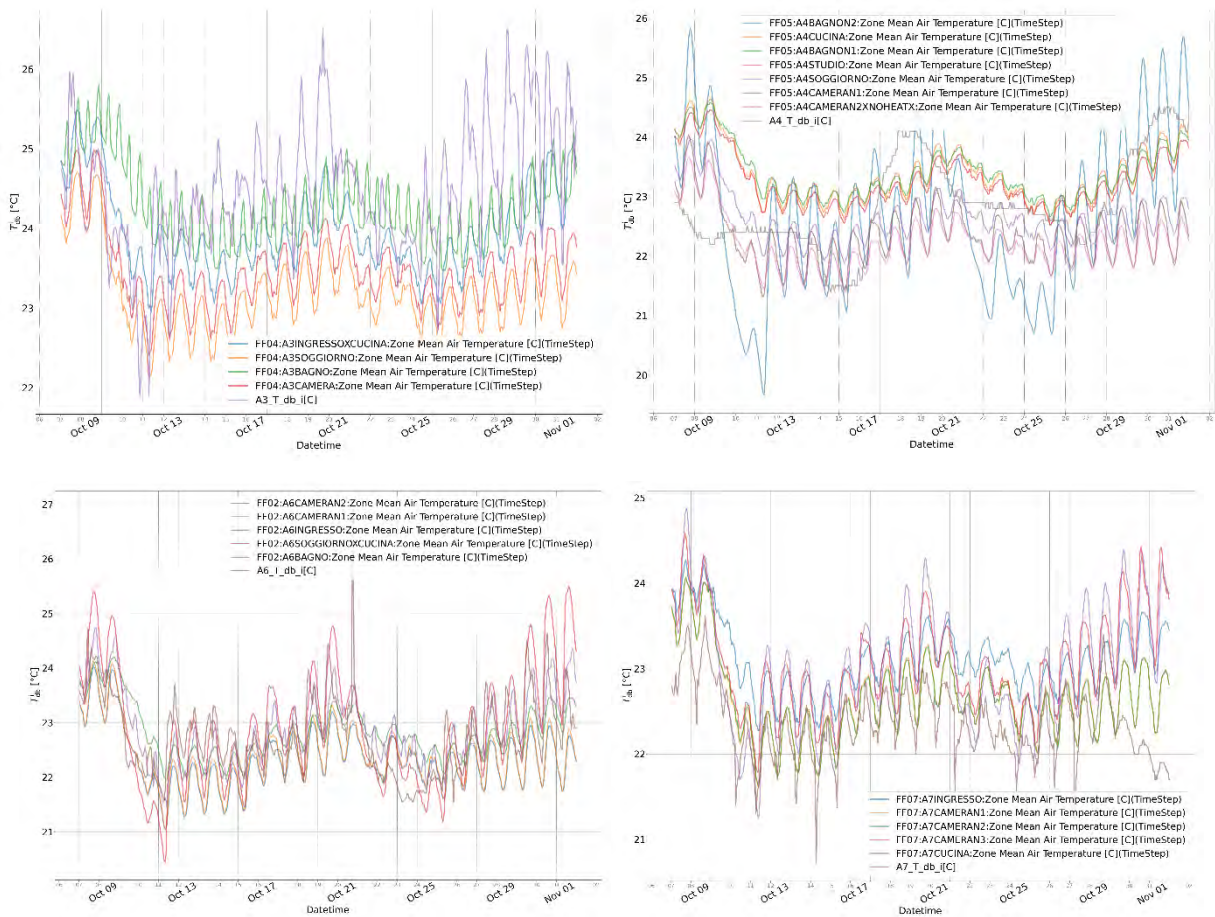 26
25
24
23
22
T_db [°C]
FF04:A3INGRESSOXCUCINA:Zone Mean Air Temperature [C](TimeStep)
FF04:A3SOGGIORNO:Zone Mean Air Temperature [C](TimeStep)
FF04:A3BAGNO:Zone Mean Air Temperature [C](TimeStep)
FF04:A3CAMERA:Zone Mean Air Temperature [C](TimeStep)
A3_T_db_i[C]
Oct 09
Oct 13
Oct 17
Oct 21
Oct 25
Oct 29
Nov 01
Datetime
26
25
24
23
22
21
20
T_db [°C]
FF05:A4BAGNON2:Zone Mean Air Temperature [C](TimeStep)
FF05:A4CUCINA:Zone Mean Air Temperature [C](TimeStep)
FF05:A4BAGNON1:Zone Mean Air Temperature [C](TimeStep)
FF05:A4STUDIO:Zone Mean Air Temperature [C](TimeStep)
FF05:A4SOGGIORNO:Zone Mean Air Temperature [C](TimeStep)
FF05:A4CAMERAN1:Zone Mean Air Temperature [C](TimeStep)
FF05:A4CAMERAN2XNOHEATX:Zone Mean Air Temperature [C](TimeStep)
A4_T_db_i[C]
Oct 09
Oct 13
Oct 17
Oct 21
Oct 25
Oct 29
Nov 01
Datetime
27
26
25
24
23
22
21
T_db [°C]
FF02:A6CAMERAN2:Zone Mean Air Temperature [C](TimeStep)
FF02:A6CAMERAN1:Zone Mean Air Temperature [C](TimeStep)
FF02:A6INGRESSO:Zone Mean Air Temperature [C](TimeStep)
FF02:A6SOGGIORNOXCUCINA:Zone Mean Air Temperature [C](TimeStep)
FF02:A6BAGNO:Zone Mean Air Temperature [C](TimeStep)
A6_T_db_i[C]
Oct 09
Oct 13
Oct 17
Oct 21
Oct 25
Oct 29
Nov 01
Datetime
25
24
23
22
21
T_db [°C]
FF07:A7INGRESSO:Zone Mean Air Temperature [C](TimeStep)
FF07:A7CAMERAN1:Zone Mean Air Temperature [C](TimeStep)
FF07:A7CAMERAN2:Zone Mean Air Temperature [C](TimeStep)
FF07:A7CAMERAN3:Zone Mean Air Temperature [C](TimeStep)
FF07:A7CUCINA:Zone Mean Air Temperature [C](TimeStep)
A7_T_db_i[C]
Oct 09
Oct 13
Oct 17
Oct 21
Oct 25
Oct 29
Nov 01
Datetime